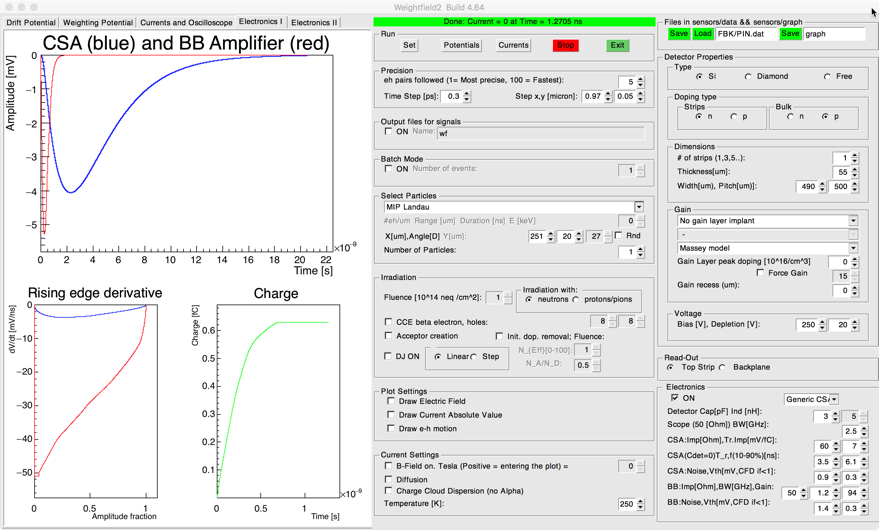 Weightfield2 Build 4.64
Drift Potential
Weighting Potential
Currents and Oscilloscope
Electronics I
Electronics II
CSA (blue) and BB Amplifier (red)
Amplitude [mV]
0
−1
−2
−3
−4
−5
0 2 4 6 8 10 12 14 16 18 20 22
×10⁻⁹
Time [s]
Rising edge derivative
dV/dt [mV/ns]
0
−10
−20
−30
−40
−50
0 0.5 1
Amplitude fraction
Charge
Charge [fC]
0.6
0.5
0.4
0.3
0.2
0.1
0 0.5 1
×10⁻⁹
Time [s]
Done: Current = 0 at Time = 1.2705 ns
Run
Set Potentials Currents Stop Exit
Precision
eh pairs followed (1= Most precise, 100 = Fastest): 5
Time Step [ps]: 0.3 Step x,y [micron]: 0.97 0.05
Output files for signals
ON Name: wf
Batch Mode
ON Number of events: 1
Select Particles
MIP Landau
#eh/um Range [um] Duration [ns] E [keV] 0
X[um],Angle[D] Y[um]: 251 20 27 Rnd
Number of Particles: 1
Irradiation
Fluence [10^14 neq /cm^2]: 1
Irradiation with:
neutrons protons/pions
CCE beta electron, holes: 8 8
Acceptor creation Init. dop. removal; Fluence:
DJ ON Linear Step
N_{Eff}[0-100]: 1
N_A/N_D: 0.5
Plot Settings
Draw Electric Field
Draw Current Absolute Value
Draw e-h motion
Current Settings
B-Field on. Tesla (Positive = entering the plot) = 0
Diffusion
Charge Cloud Dispersion (no Alpha)
Temperature [K]: 250
Files in sensors/data && sensors/graph
Save Load FBK/PIN.dat Save graph
Detector Properties
Type
Si Diamond Free
Doping type
Strips
n p
Bulk
n p
Dimensions
# of strips (1,3,5..): 1
Thickness[um]: 55
Width[um), Pitch[um)]: 490 500
Gain
No gain layer implant
-
Massey model
Gain Layer peak doping [10^16/cm^3] 0
Force Gain 15
Gain recess (um): 0
Voltage
Bias [V], Depletion [V]: 250 20
Read-Out
Top Strip Backplane
Electronics
ON Generic CSA
Detector Cap[pF] Ind [nH]: 3 5
Scope (50 [Ohm]) BW[GHz]: 2.5
CSA:Imp[Ohm],Tr.Imp[mV/fC]: 60 7
CSA(Cdet=0)T_r,f(10-90%)[ns]: 3.5 6.1
CSA:Noise,Vth[mV,CFD if<1]: 0.9 0.3
BB:Imp[Ohm],BW[GHz],Gain: 50 1.2 94
BB:Noise,Vth[mV,CFD if<1]: 1.4 0.3